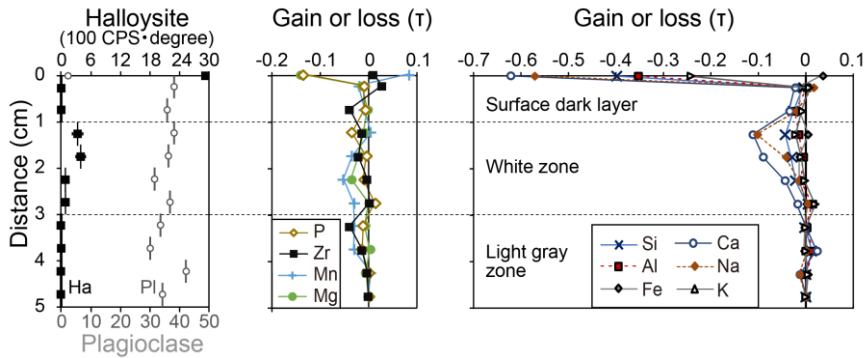 Halloysite
(100 CPS•degree)
0 6 12 18 24 30
Gain or loss (τ)
-0.2 -0.1 0 0.1
Gain or loss (τ)
-0.7 -0.6 -0.5 -0.4 -0.3 -0.2 -0.1 0 0.1
Distance (cm)
0
1
2
3
4
5
Ha
Pl
0 10 20 30 40 50
Plagioclase
P
Zr
Mn
Mg
Surface dark layer
White zone
Light gray
zone
Si Ca
Al Na
Fe K